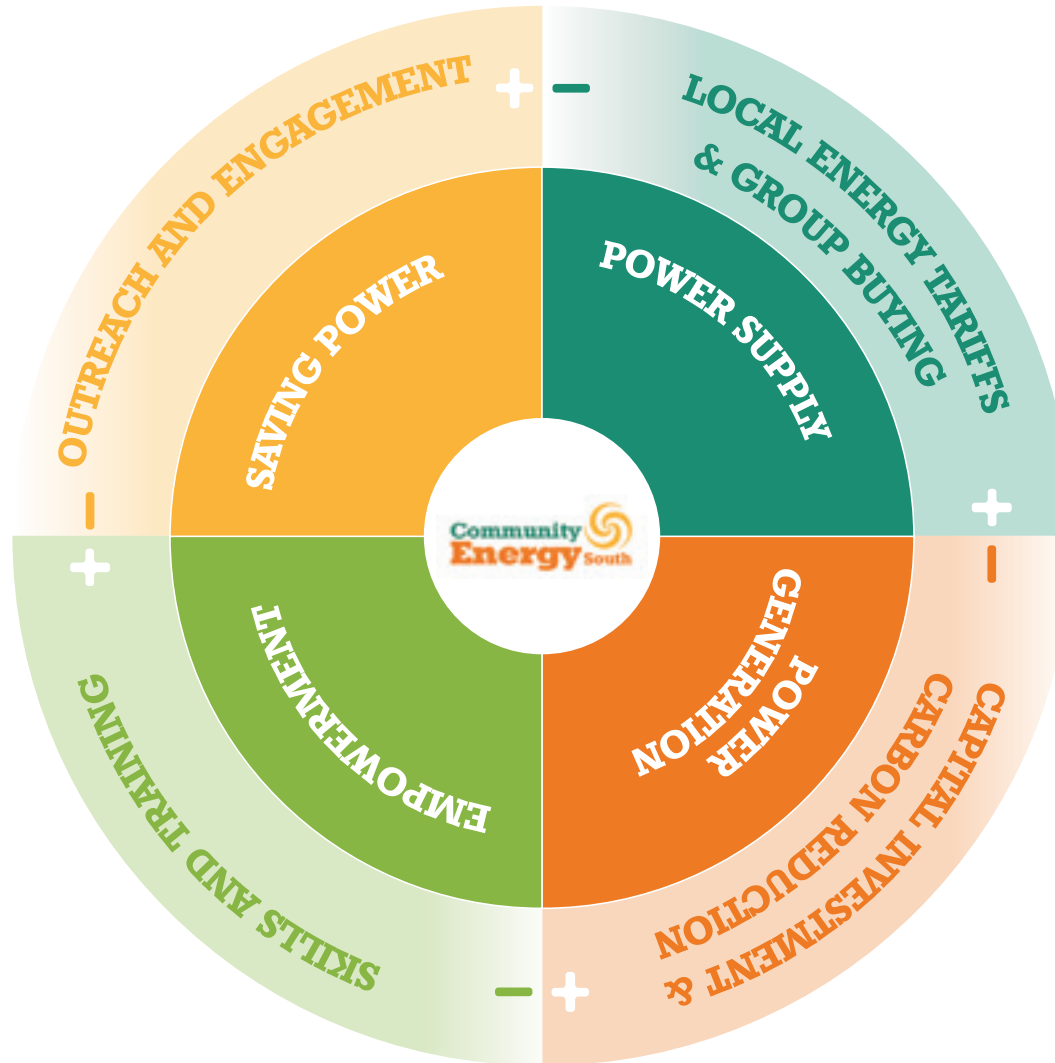 OUTREACH AND ENGAGEMENT
+
−
LOCAL ENERGY TARIFFS
& GROUP BUYING
SAVING POWER
POWER SUPPLY
−
+
Community
Energy South
+
−
EMPOWERMENT
POWER
GENERATION
SKILLS AND TRAINING
CAPITAL INVESTMENT &
CARBON REDUCTION
−
+